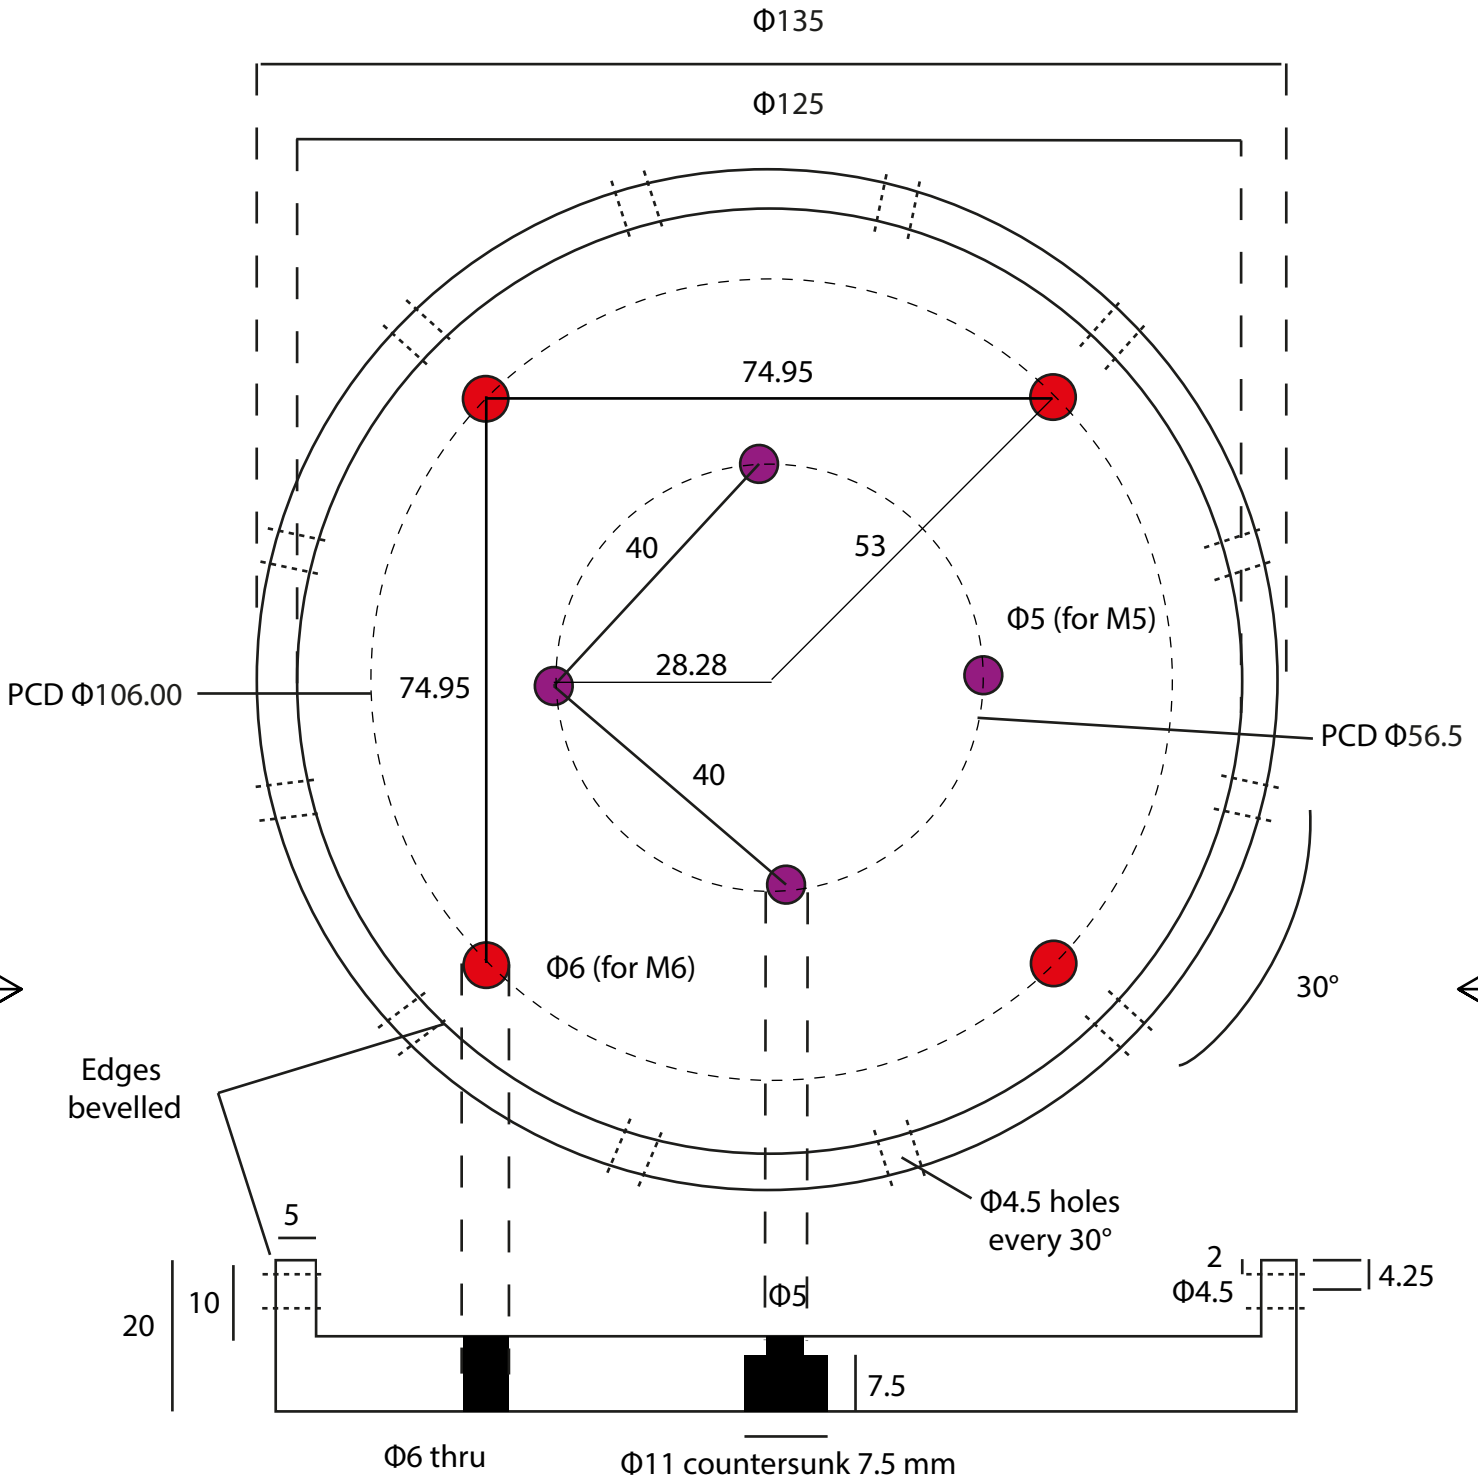 Φ135
Φ125
74.95
40
53
Φ5 (for M5)
28.28
74.95
PCD Φ106.00
PCD Φ56.5
40
Φ6 (for M6)
30°
Edges
bevelled
Φ4.5 holes
every 30°
5
2
4.25
Φ4.5
Φ5
10
20
7.5
Φ6 thru
Φ11 countersunk 7.5 mm